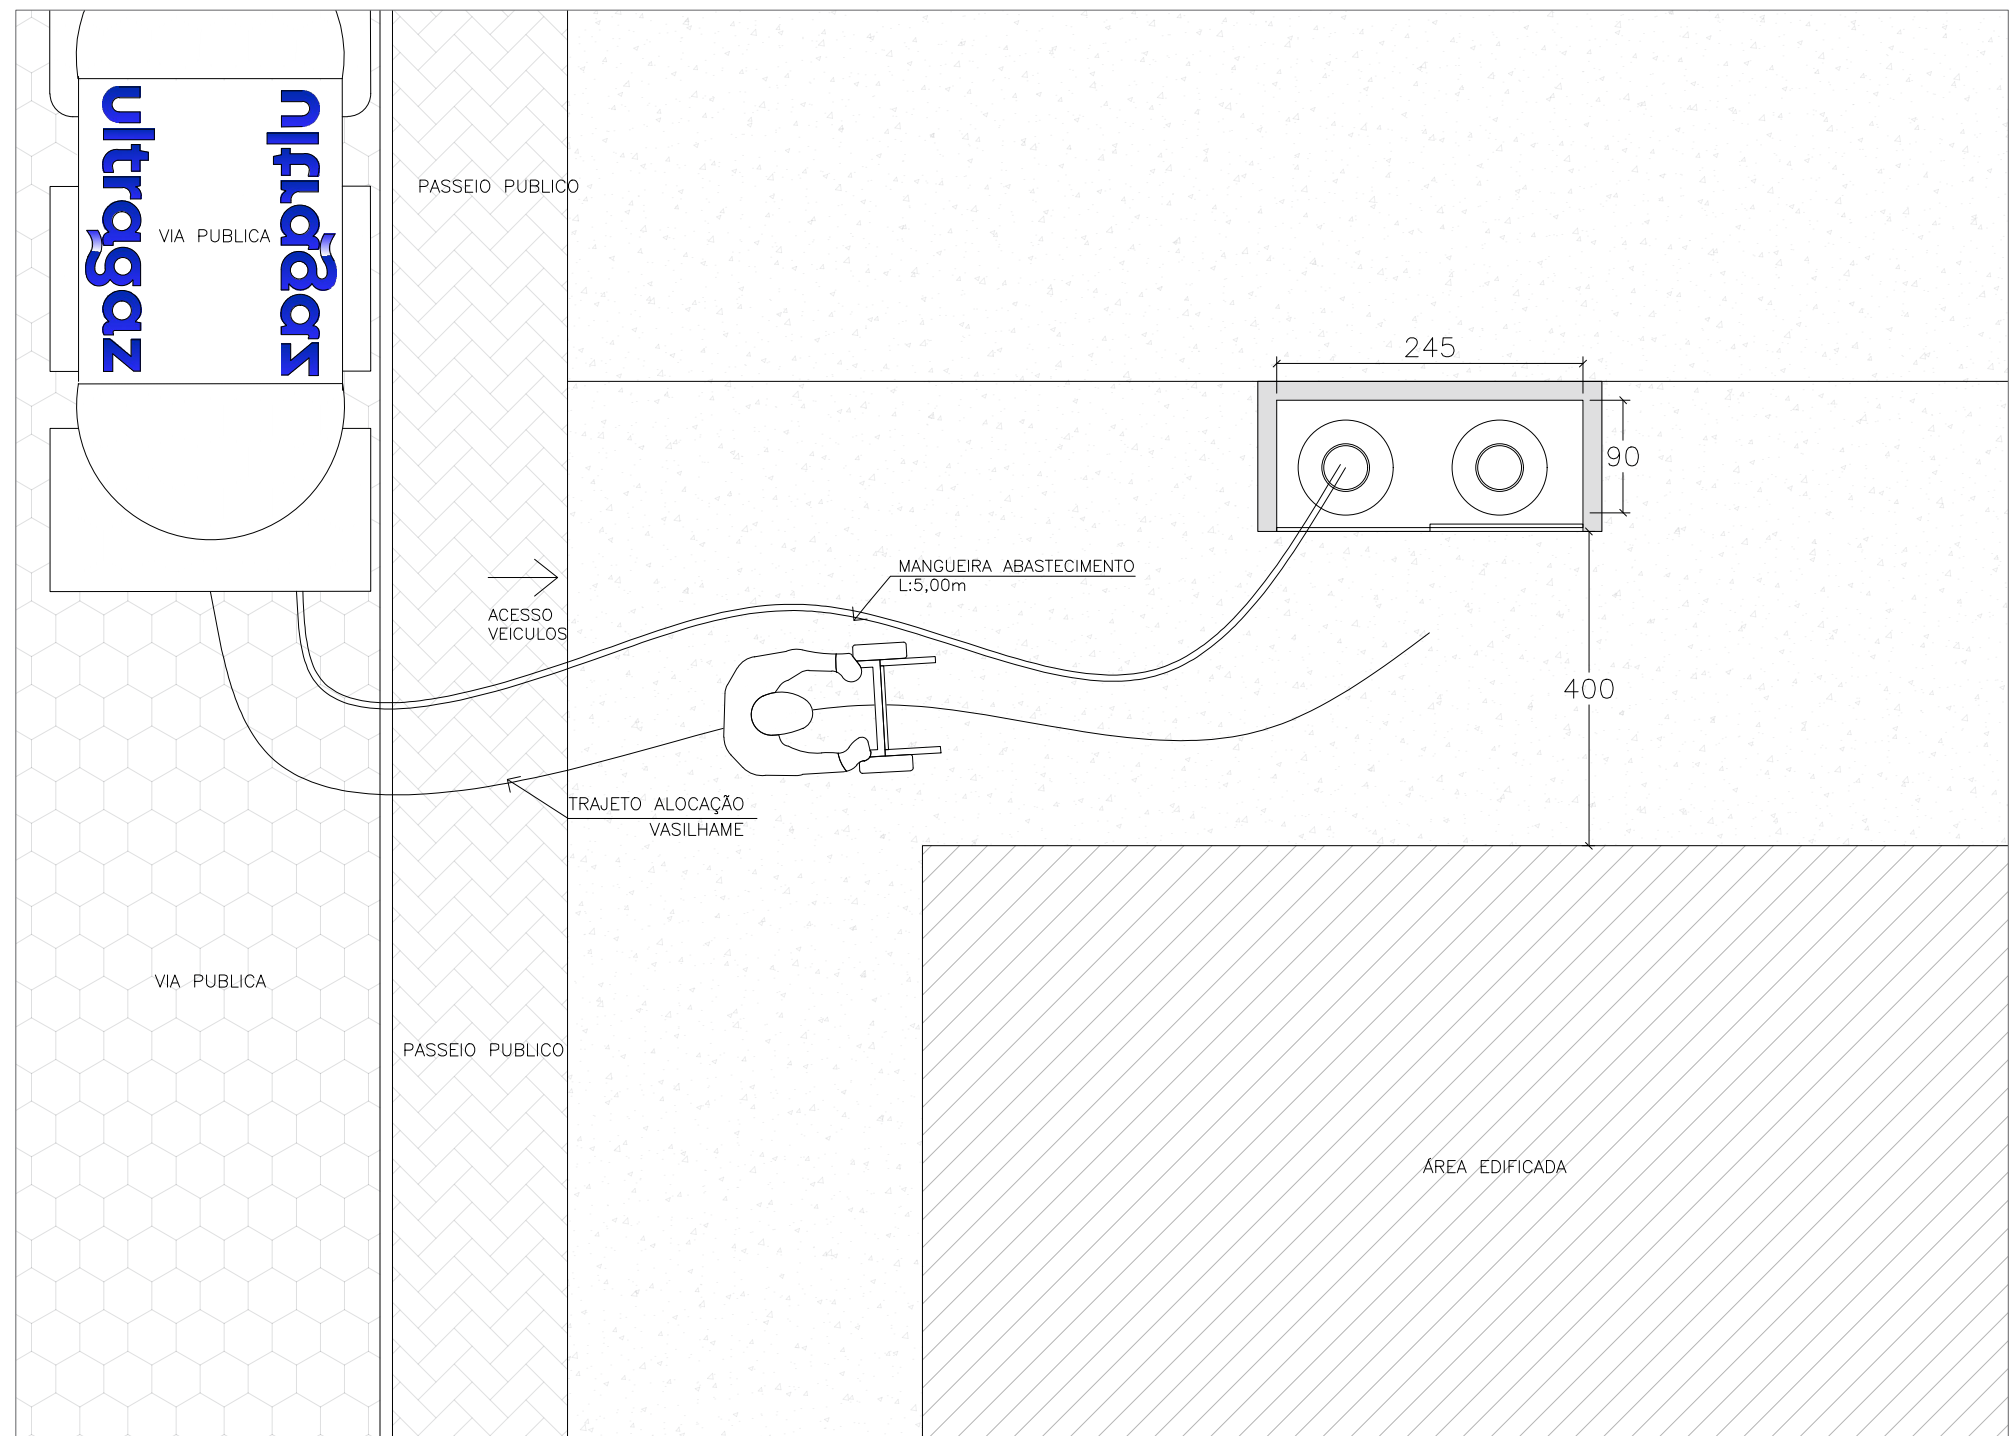 ultragaz
ultragaz
VIA PUBLICA
PASSEIO PUBLICO
245
90
MANGUEIRA ABASTECIMENTO
L:5,00m
ACESSO
VEICULOS
400
TRAJETO ALOCAÇÃO
VASILHAME
VIA PUBLICA
PASSEIO PUBLICO
ÁREA EDIFICADA